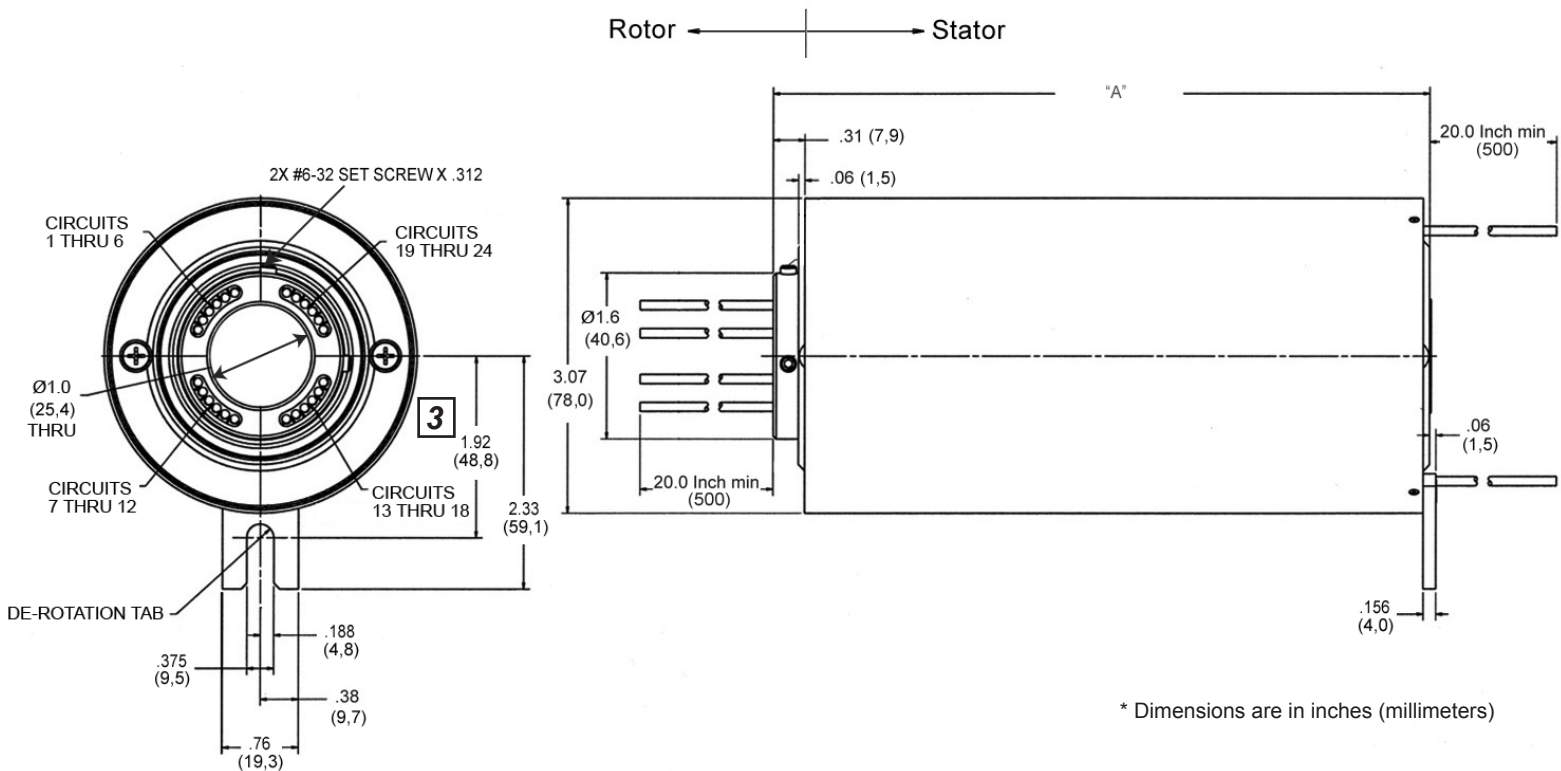 Rotor
Stator
"A"
.31 (7,9)
20.0 Inch min
(500)
.06 (1,5)
2X #6-32 SET SCREW X .312
CIRCUITS
1 THRU 6
CIRCUITS
19 THRU 24
Ø1.6
(40,6)
3.07
(78,0)
Ø1.0
(25,4)
THRU
3
1.92
(48,8)
.06
(1,5)
CIRCUITS
7 THRU 12
CIRCUITS
13 THRU 18
20.0 Inch min
(500)
2.33
(59,1)
DE-ROTATION TAB
.156
(4,0)
.188
(4,8)
.375
(9,5)
.38
(9,7)
.76
(19,3)
* Dimensions are in inches (millimeters)